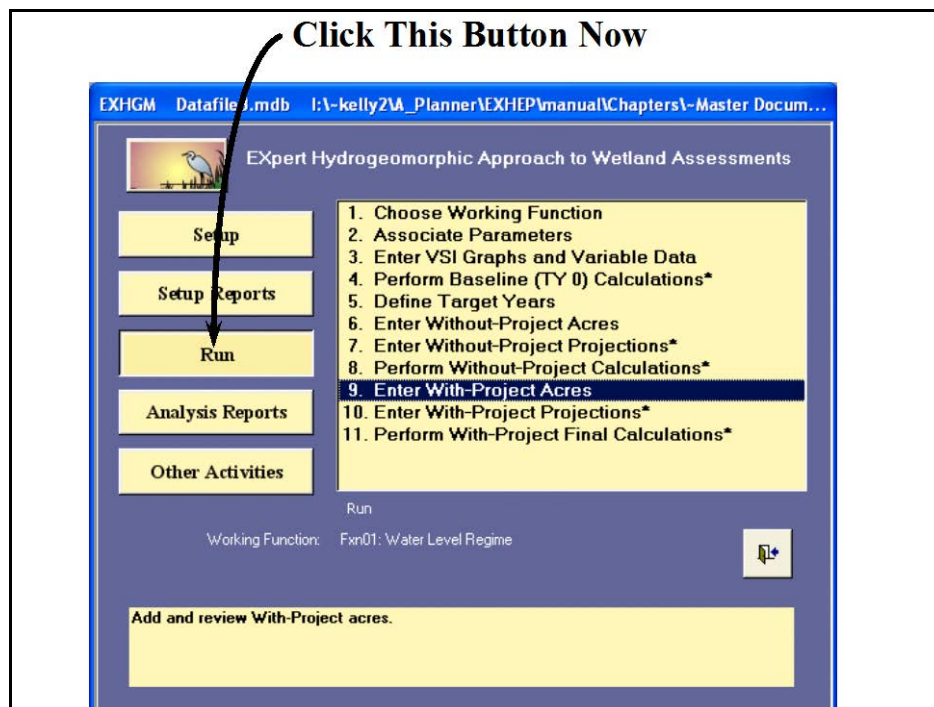 Click This Button Now
EXHGM Datafile3.mdb I:\~kelly2\A_Planner\EXHEP\manual\Chapters\~Master Docum...
EXpert Hydrogeomorphic Approach to Wetland Assessments
Setup
Setup Reports
Run
Analysis Reports
Other Activities
1. Choose Working Function
2. Associate Parameters
3. Enter VSI Graphs and Variable Data
4. Perform Baseline (TY 0) Calculations*
5. Define Target Years
6. Enter Without-Project Acres
7. Enter Without-Project Projections*
8. Perform Without-Project Calculations*
9. Enter With-Project Acres
10. Enter With-Project Projections*
11. Perform With-Project Final Calculations*
Run
Working Function: Fxn01: Water Level Regime
Add and review With-Project acres.